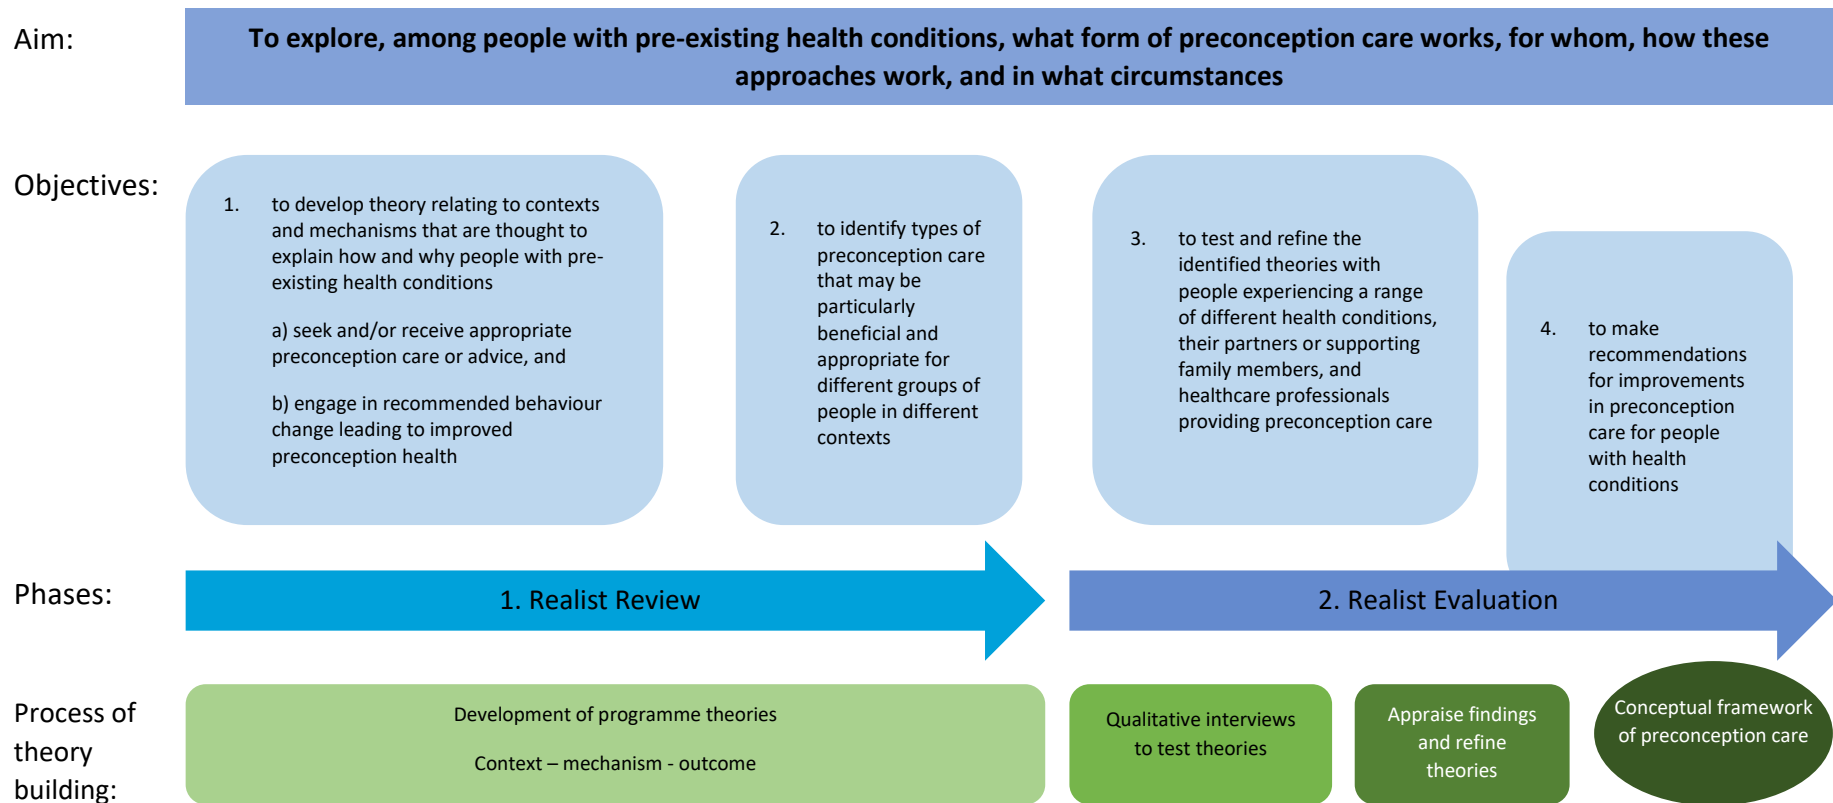 Aim:
To explore, among people with pre-existing health conditions, what form of preconception care works, for whom, how these
approaches work, and in what circumstances
Objectives:
1. to develop theory relating to contexts
and mechanisms that are thought to
explain how and why people with pre-
existing health conditions
a) seek and/or receive appropriate
preconception care or advice, and
b) engage in recommended behaviour
change leading to improved
preconception health
2. to identify types of
preconception care
that may be
particularly
beneficial and
appropriate for
different groups of
people in different
contexts
3. to test and refine the
identified theories with
people experiencing a range
of different health conditions,
their partners or supporting
family members, and
healthcare professionals
providing preconception care
4. to make
recommendations
for improvements
in preconception
care for people
with health
conditions
Phases:
1. Realist Review
2. Realist Evaluation
Process of
theory
building:
Development of programme theories
Context – mechanism - outcome
Qualitative interviews
to test theories
Appraise findings
and refine
theories
Conceptual framework
of preconception care